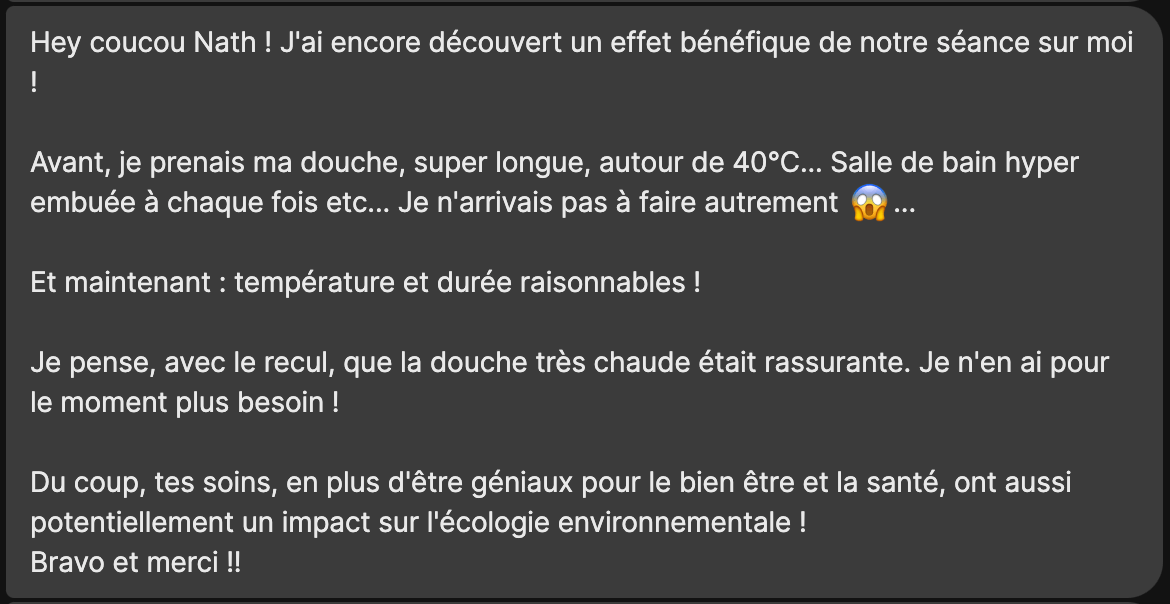 Hey coucou Nath ! J'ai encore découvert un effet bénéfique de notre séance sur moi
!
Avant, je prenais ma douche, super longue, autour de 40°C... Salle de bain hyper
embuée à chaque fois etc... Je n'arrivais pas à faire autrement 😱...
Et maintenant : température et durée raisonnables !
Je pense, avec le recul, que la douche très chaude était rassurante. Je n'en ai pour
le moment plus besoin !
Du coup, tes soins, en plus d'être géniaux pour le bien être et la santé, ont aussi
potentiellement un impact sur l'écologie environnementale !
Bravo et merci !!